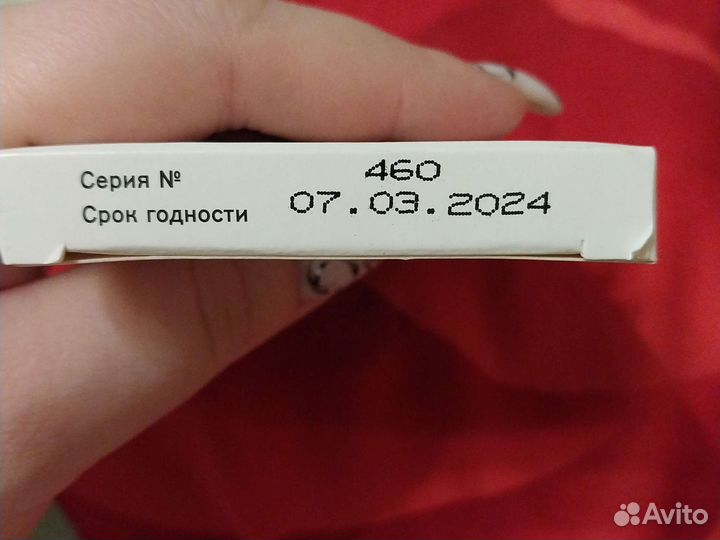 Серия № 460
Срок годности 07.03.2024
Avito